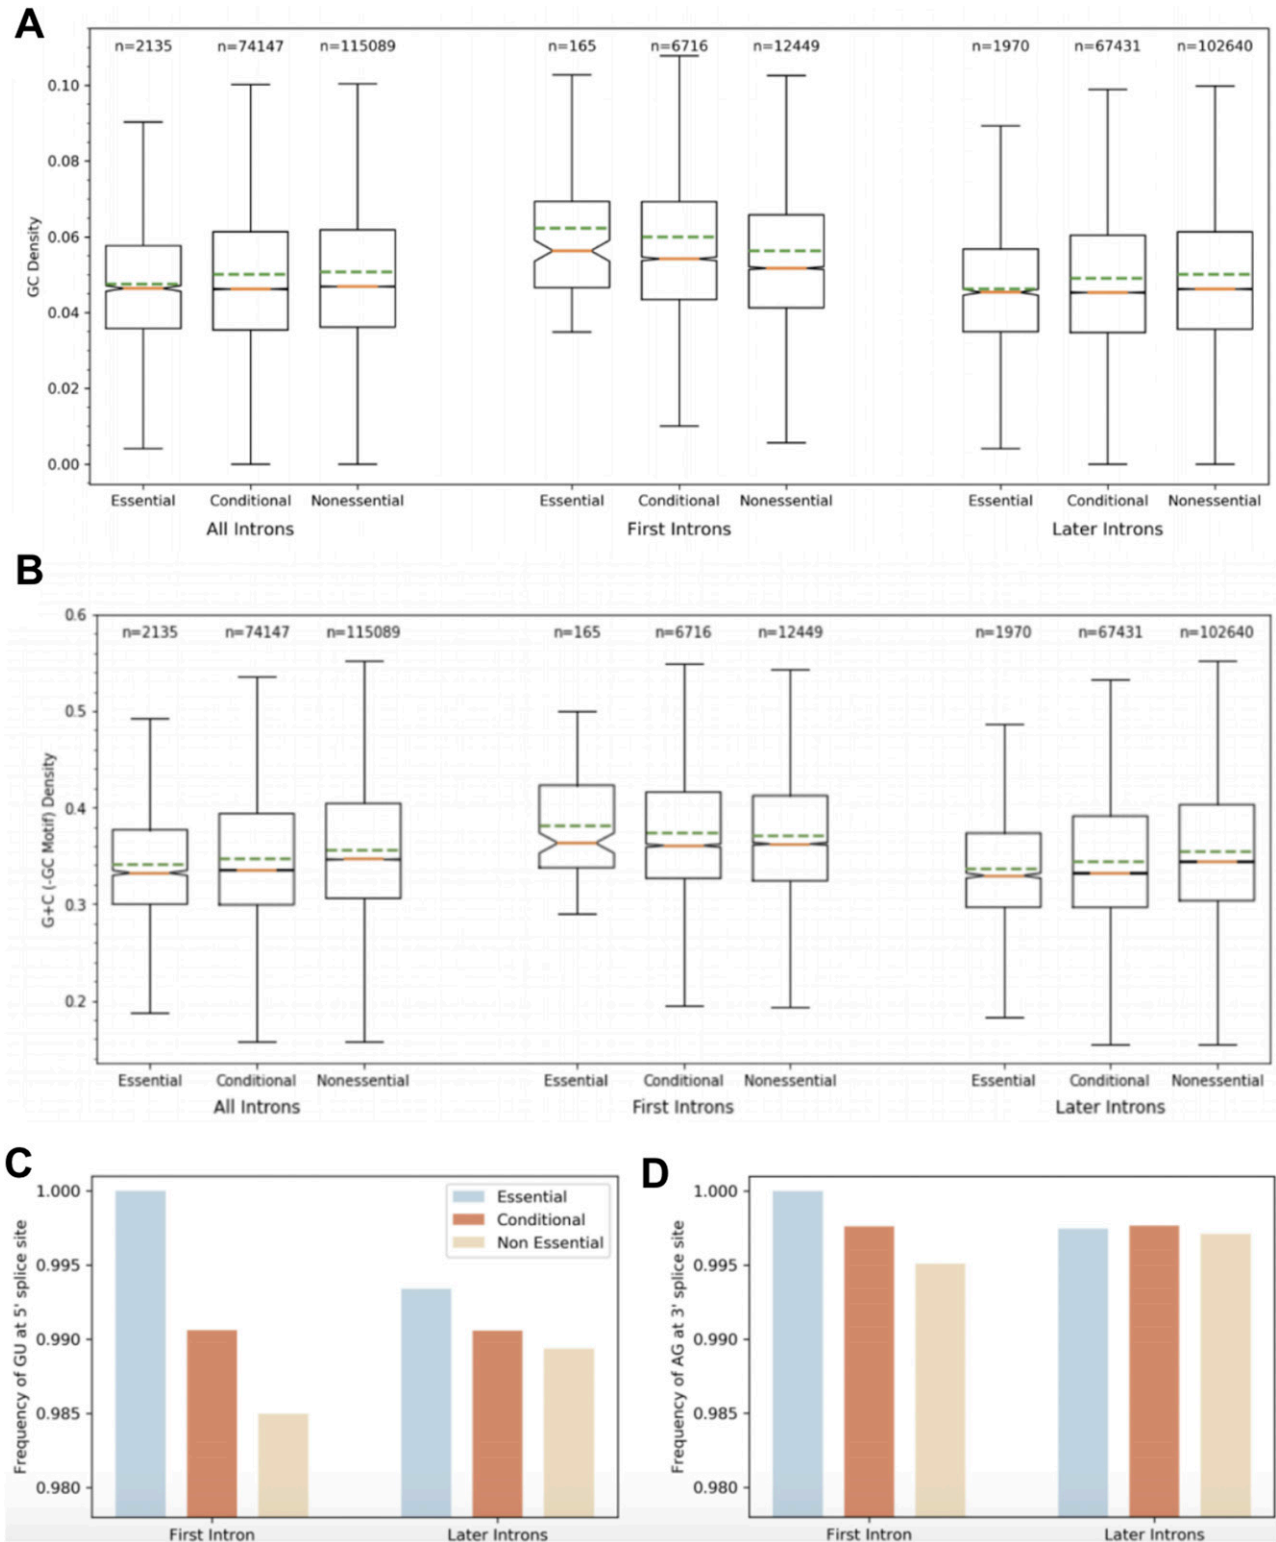 A
n=2135 n=74147 n=115089 n=165 n=6716 n=12449 n=1970 n=67431 n=102640
GC Density
0.10
0.08
0.06
0.04
0.02
0.00
Essential Conditional Nonessential Essential Conditional Nonessential Essential Conditional Nonessential
All Introns First Introns Later Introns
B
n=2135 n=74147 n=115089 n=165 n=6716 n=12449 n=1970 n=67431 n=102640
G+C (-GC Motif) Density
0.6
0.5
0.4
0.3
0.2
Essential Conditional Nonessential Essential Conditional Nonessential Essential Conditional Nonessential
All Introns First Introns Later Introns
C
Frequency of GU at 5' splice site
1.000
0.995
0.990
0.985
0.980
Essential
Conditional
Non Essential
First Intron Later Introns
D
Frequency of AG at 3' splice site
1.000
0.995
0.990
0.985
0.980
First Intron Later Introns